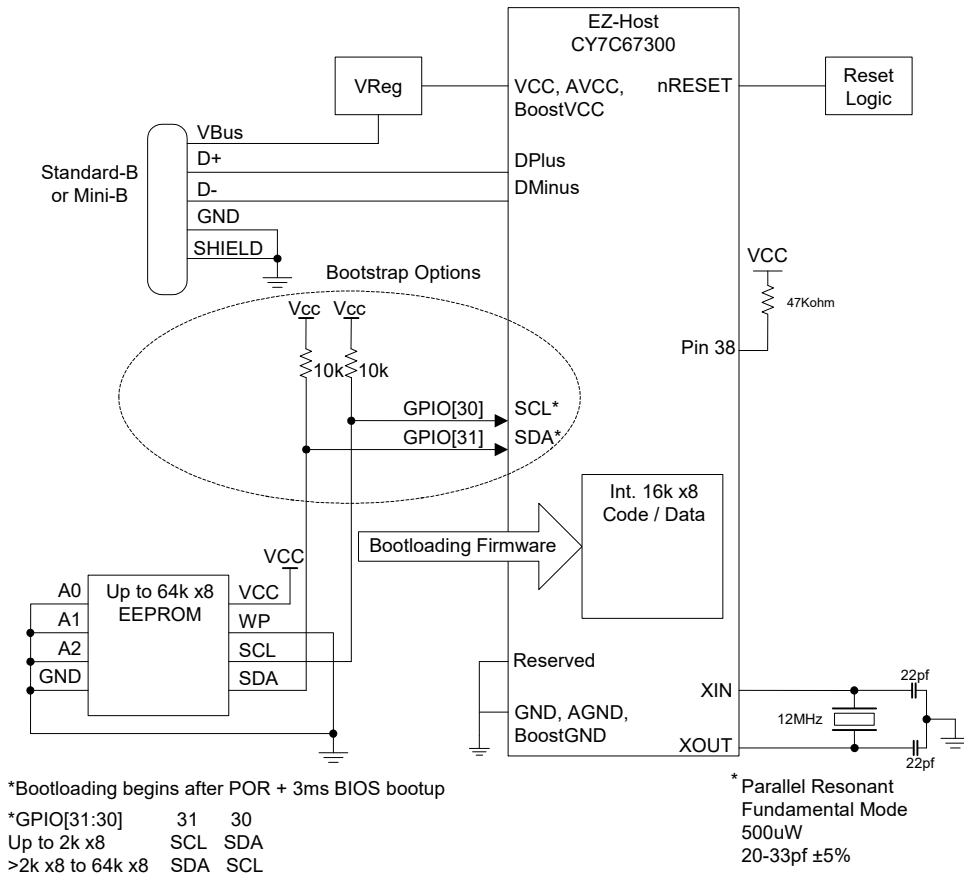 EZ-Host
CY7C67300
VReg
VCC, AVCC,
BoostVCC
nRESET
Reset
Logic
VBus
D+
D-
GND
SHIELD
Standard-B
or Mini-B
DPlus
DMinus
Bootstrap Options
Vcc
Vcc
10k
10k
VCC
47Kohm
Pin 38
GPIO[30]
SCL*
GPIO[31]
SDA*
Int. 16k x8
Code / Data
Bootloading Firmware
VCC
A0
A1
A2
GND
Up to 64k x8
EEPROM
VCC
WP
SCL
SDA
Reserved
GND, AGND,
BoostGND
XIN
XOUT
22pf
12MHz
22pf
*Bootloading begins after POR + 3ms BIOS bootup
*GPIO[31:30] 31 30
Up to 2k x8 SCL SDA
>2k x8 to 64k x8 SDA SCL
* Parallel Resonant
Fundamental Mode
500uW
20-33pf ±5%